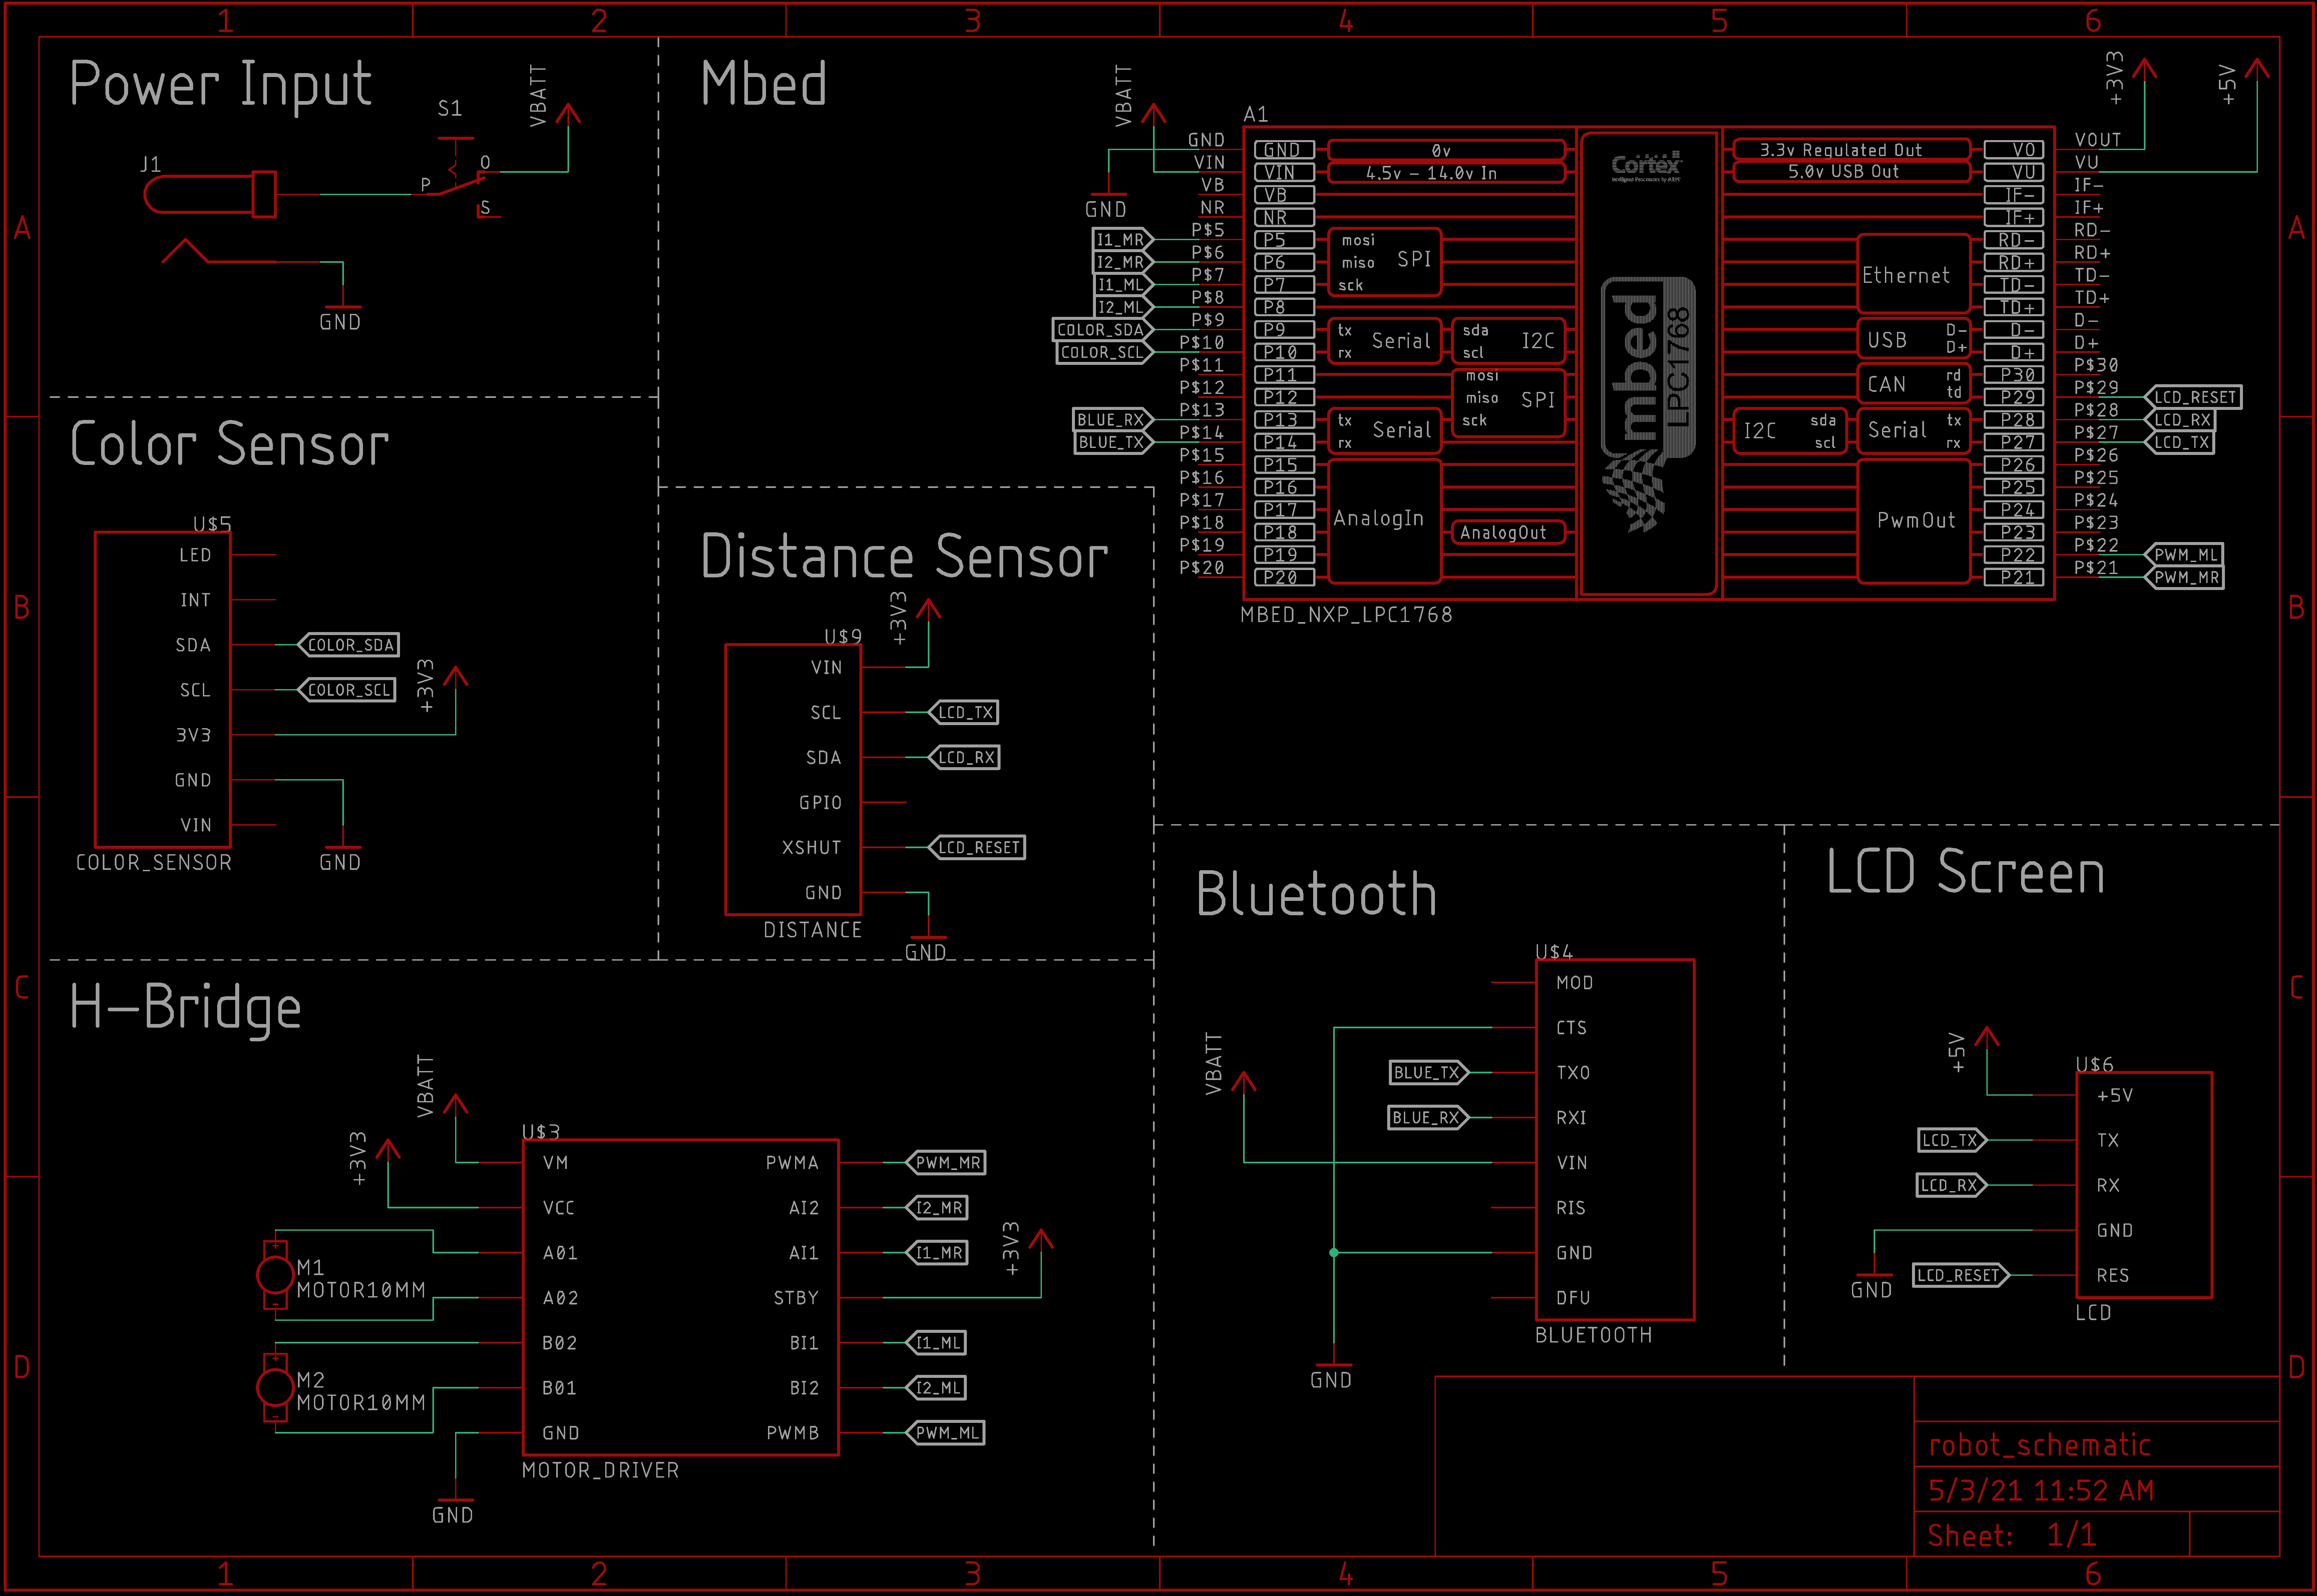 1 2 3 4 5 6
A
B
C
D
Power Input
S1
VBATT
J1
P
O
S
GND
Mbed
VBATT
GND
A1
GND GND 0v
VIN VIN 4.5v - 14.0v In
VB VB
NR NR
I1_MR P$5 P5 mosi
I2_MR P$6 P6 miso SPI
I1_ML P$7 P7 sck
I2_ML P$8 P8
COLOR_SDA P$9 P9 tx Serial sda I2C
COLOR_SCL P$10 P10 rx scl
P$11 P11 mosi
P$12 P12 miso SPI
BLUE_RX P$13 P13 tx Serial sck
BLUE_TX P$14 P14 rx
P$15 P15
P$16 P16
P$17 P17 AnalogIn
P$18 P18 AnalogOut
P$19 P19
P$20 P20
MBED_NXP_LPC1768
Cortex
Intelligent Processors by ARM
mbed
LPC1768
+3V3
+5V
3.3v Regulated Out VO VOUT
5.0v USB Out VU VU
IF- IF-
IF+ IF+
RD- RD-
Ethernet RD+ RD+
TD- TD-
TD+ TD+
USB D- D- D-
D+ D+ D+
CAN rd P30 P$30
td P29 P$29 LCD_RESET
I2C sda Serial tx P28 P$28 LCD_RX
scl rx P27 P$27 LCD_TX
P26 P$26
P25 P$25
PwmOut P24 P$24
P23 P$23
P22 P$22 PWM_ML
P21 P$21 PWM_MR
Color Sensor
U$5
LED
INT
SDA COLOR_SDA
SCL COLOR_SCL
+3V3
3V3
GND
VIN
COLOR_SENSOR
GND
Distance Sensor
+3V3
U$9
VIN
SCL LCD_TX
SDA LCD_RX
GPIO
XSHUT LCD_RESET
GND
DISTANCE
GND
H-Bridge
VBATT
+3V3
U$3
VM PWMA PWM_MR
VCC AI2 I2_MR
A01 AI1 I1_MR
+3V3
A02 STBY
B02 BI1 I1_ML
B01 BI2 I2_ML
GND PWMB PWM_ML
+
M1
MOTOR10MM
-
+
M2
MOTOR10MM
-
MOTOR_DRIVER
GND
Bluetooth
U$4
VBATT
MOD
CTS
BLUE_TX TXO
BLUE_RX RXI
VIN
RIS
GND
DFU
BLUETOOTH
GND
LCD Screen
+5V
U$6
+5V
LCD_TX TX
LCD_RX RX
GND
LCD_RESET RES
GND
LCD
robot_schematic
5/3/21 11:52 AM
Sheet: 1/1
A
B
C
D
1 2 3 4 5 6